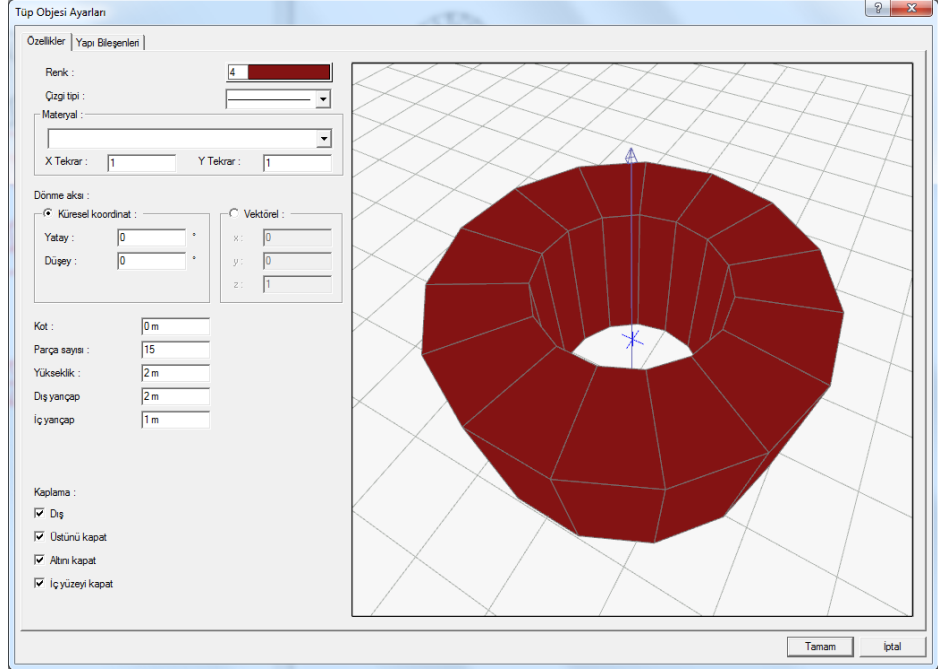 Tüp Objesi Ayarları
Özellikler
Yapı Bileşenleri
Renk :
4
Çizgi tipi :
Materyal :
X Tekrar : 1
Y Tekrar : 1
Dönme aksı :
Küresel koordinat :
Vektörel :
Yatay : 0 °
x : 0
Düşey : 0 °
y : 0
z : 1
Kot : 0 m
Parça sayısı : 15
Yükseklik : 2 m
Dış yarıçap 2 m
İç yarıçap 1 m
Kaplama :
Dış
Üstünü kapat
Altını kapat
İç yüzeyi kapat
Tamam
İptal